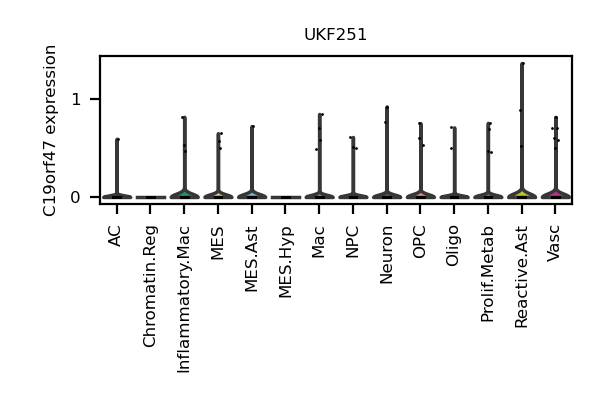 UKF251
C19orf47 expression
1
0
AC
Chromatin.Reg
Inflammatory.Mac
MES
MES.Ast
MES.Hyp
Mac
NPC
Neuron
OPC
Oligo
Prolif.Metab
Reactive.Ast
Vasc